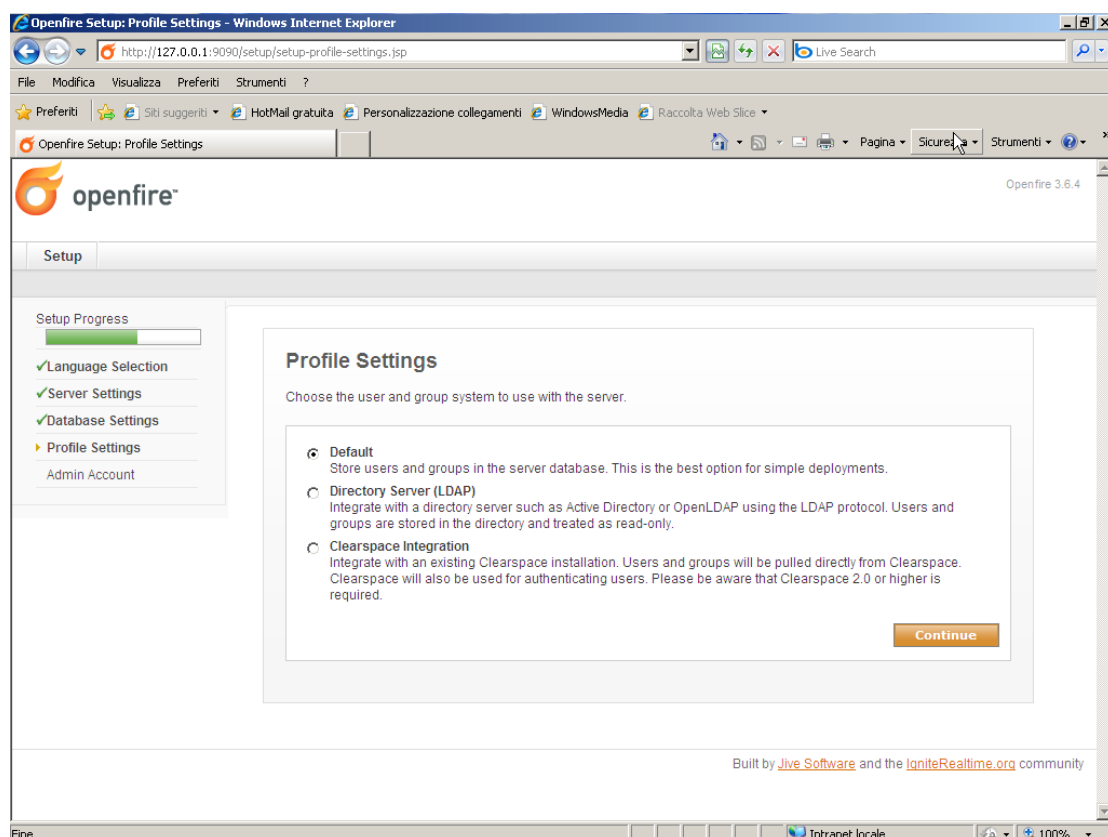 Openfire Setup: Profile Settings - Windows Internet Explorer
http://127.0.0.1:9090/setup/setup-profile-settings.jsp
Live Search
File Modifica Visualizza Preferiti Strumenti ?
Preferiti Siti suggeriti HotMail gratuita Personalizzazione collegamenti WindowsMedia Raccolta Web Slice
Openfire Setup: Profile Settings Pagina Sicurezza Strumenti »
openfire™
Openfire 3.6.4
Setup
Setup Progress
Language Selection
Server Settings
Database Settings
Profile Settings
Admin Account
Profile Settings
Choose the user and group system to use with the server.
Default
Store users and groups in the server database. This is the best option for simple deployments.
Directory Server (LDAP)
Integrate with a directory server such as Active Directory or OpenLDAP using the LDAP protocol. Users and
groups are stored in the directory and treated as read-only.
Clearspace Integration
Integrate with an existing Clearspace installation. Users and groups will be pulled directly from Clearspace.
Clearspace will also be used for authenticating users. Please be aware that Clearspace 2.0 or higher is
required.
Continue
Built by Jive Software and the IgniteRealtime.org community
Fine Intranet locale 100%